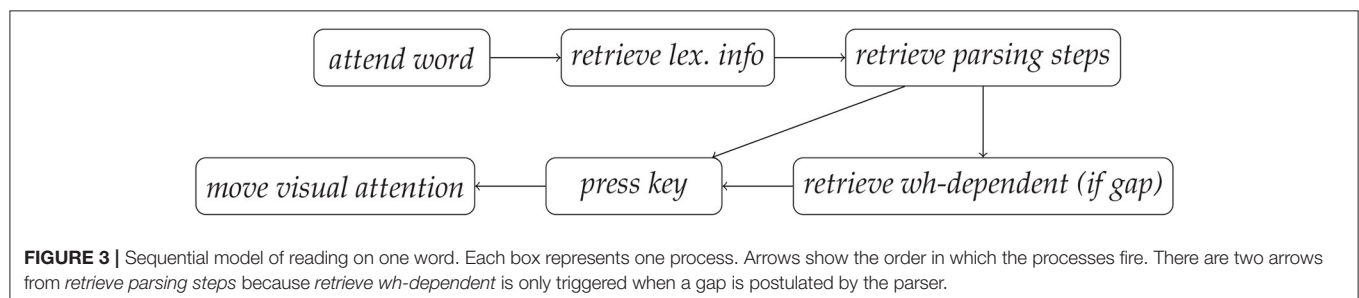 attend word
retrieve lex. info
retrieve parsing steps
move visual attention
press key
retrieve wh-dependent (if gap)
FIGURE 3 | Sequential model of reading on one word. Each box represents one process. Arrows show the order in which the processes fire. There are two arrows
from retrieve parsing steps because retrieve wh-dependent is only triggered when a gap is postulated by the parser.